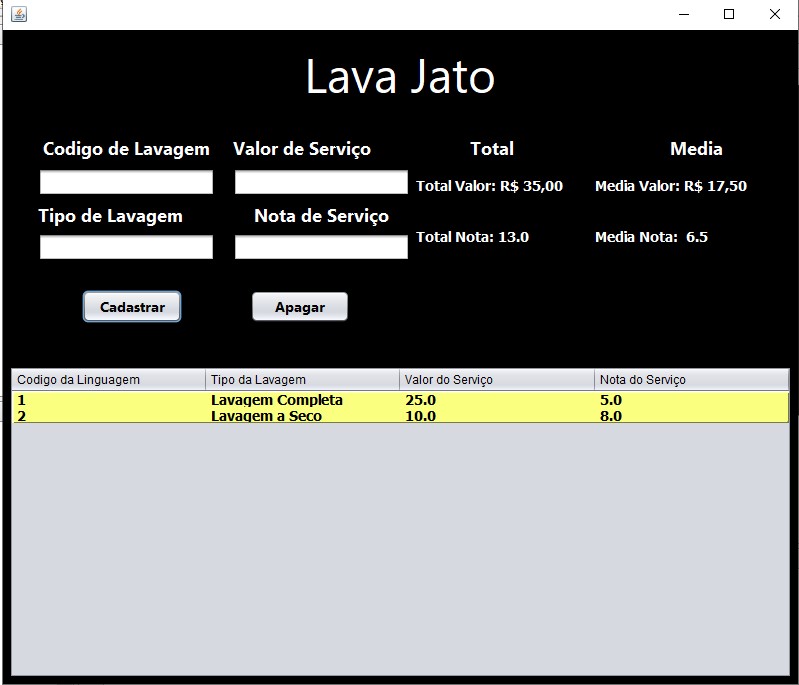 Lava Jato
Codigo de Lavagem Valor de Serviço Total Media
Total Valor: R$ 35,00 Media Valor: R$ 17,50
Tipo de Lavagem Nota de Serviço
Total Nota: 13.0 Media Nota: 6.5
Cadastrar Apagar
Codigo da Linguagem Tipo da Lavagem Valor do Serviço Nota do Serviço
1 Lavagem Completa 25.0 5.0
2 Lavagem a Seco 10.0 8.0